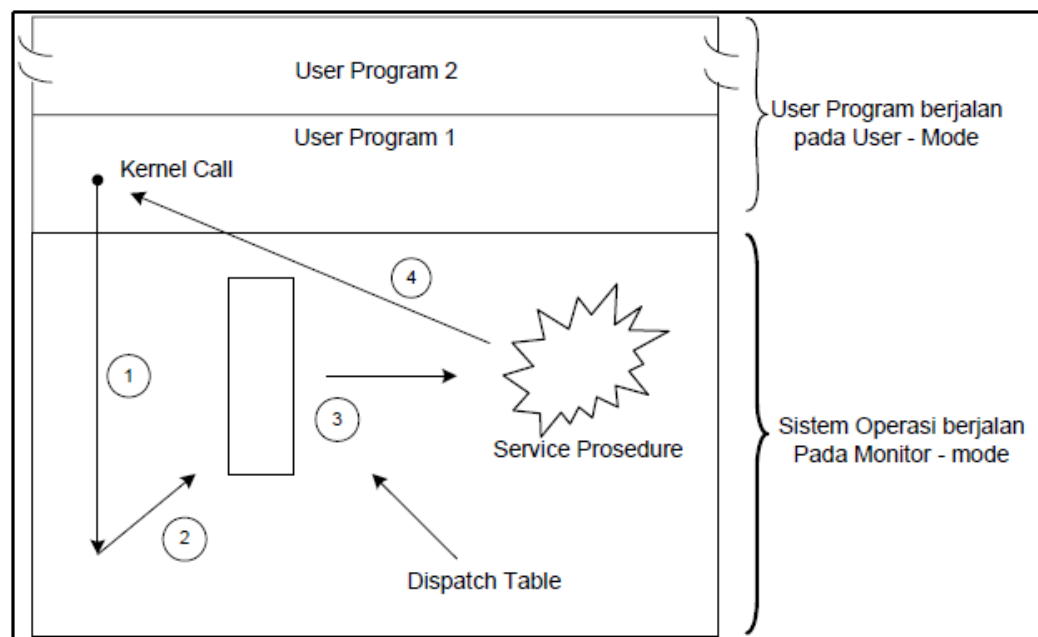 User Program 2
User Program 1
Kernel Call
User Program berjalan
pada User - Mode
4
1
3
2
Service Prosedure
Dispatch Table
Sistem Operasi berjalan
Pada Monitor - mode